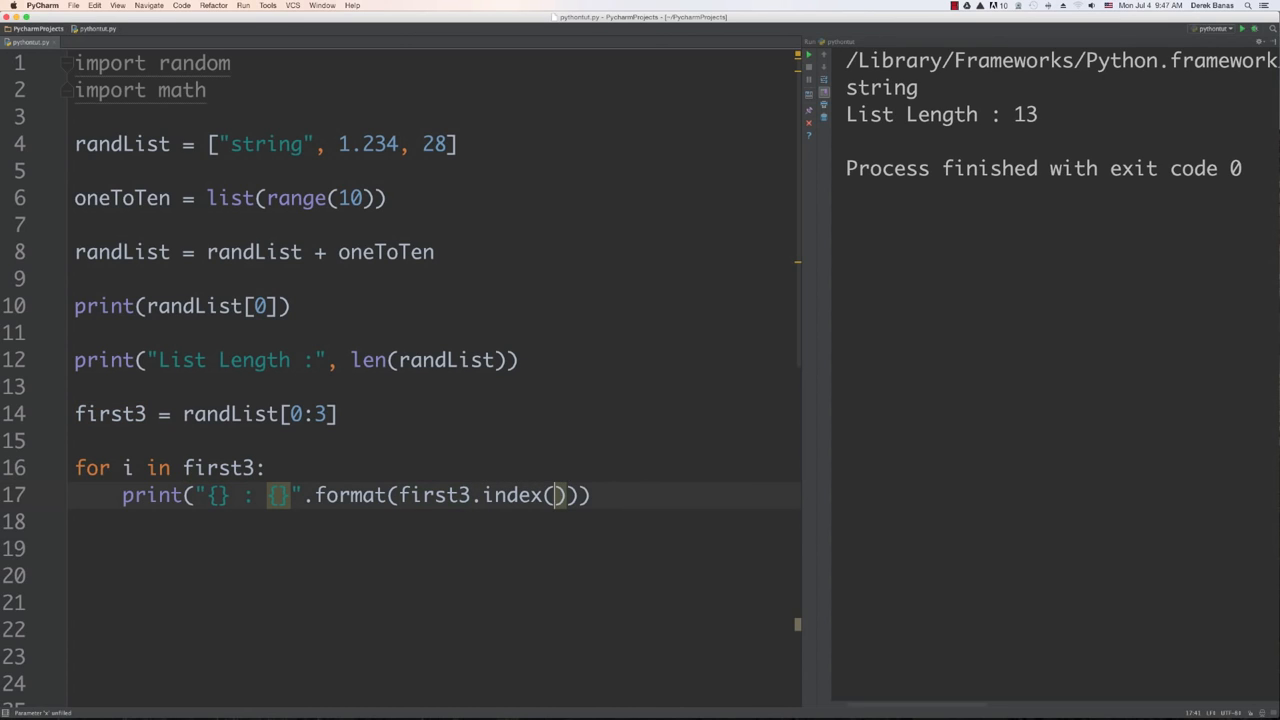 PyCharm File Edit View Navigate Code Refactor Run Tools VCS Window Help 10 Mon Jul 4 9:47 AM Derek Banas
pythontut.py - PycharmProjects - [~/PycharmProjects]
PycharmProjects pythontut.py pythontut
pythontut.py
Run: pythontut
1 import random
2 import math
3
4 randList = ["string", 1.234, 28]
5
6 oneToTen = list(range(10))
7
8 randList = randList + oneToTen
9
10 print(randList[0])
11
12 print("List Length :", len(randList))
13
14 first3 = randList[0:3]
15
16 for i in first3:
17 print("{} : {}".format(first3.index()))
18
19
20
21
22
23
24
25
/Library/Frameworks/Python.framework
string
List Length : 13
Process finished with exit code 0
Parameter 'x' unfilled
17:41 LF÷ UTF-8÷